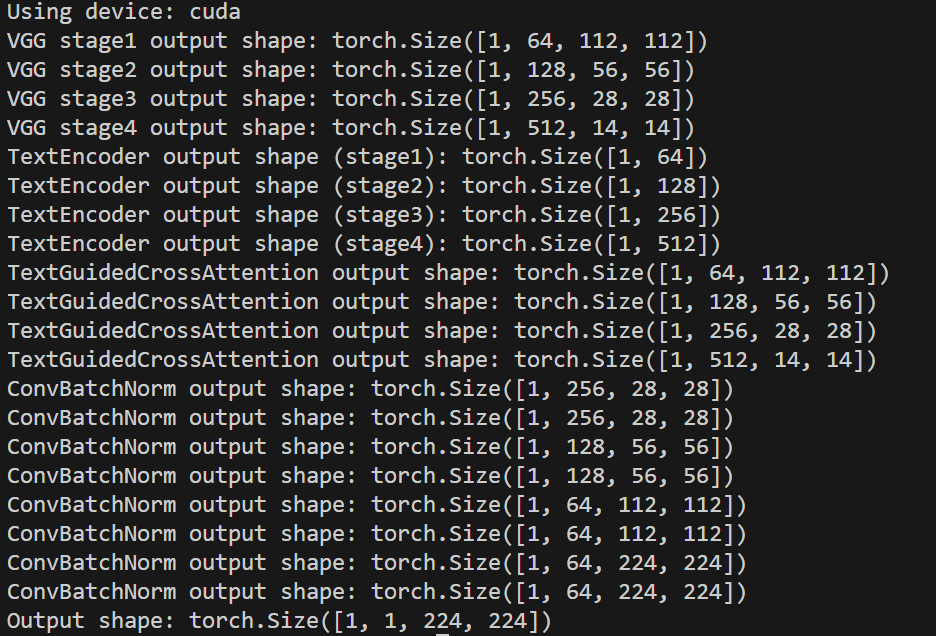 Using device: cuda
VGG stage1 output shape: torch.Size([1, 64, 112, 112])
VGG stage2 output shape: torch.Size([1, 128, 56, 56])
VGG stage3 output shape: torch.Size([1, 256, 28, 28])
VGG stage4 output shape: torch.Size([1, 512, 14, 14])
TextEncoder output shape (stage1): torch.Size([1, 64])
TextEncoder output shape (stage2): torch.Size([1, 128])
TextEncoder output shape (stage3): torch.Size([1, 256])
TextEncoder output shape (stage4): torch.Size([1, 512])
TextGuidedCrossAttention output shape: torch.Size([1, 64, 112, 112])
TextGuidedCrossAttention output shape: torch.Size([1, 128, 56, 56])
TextGuidedCrossAttention output shape: torch.Size([1, 256, 28, 28])
TextGuidedCrossAttention output shape: torch.Size([1, 512, 14, 14])
ConvBatchNorm output shape: torch.Size([1, 256, 28, 28])
ConvBatchNorm output shape: torch.Size([1, 256, 28, 28])
ConvBatchNorm output shape: torch.Size([1, 128, 56, 56])
ConvBatchNorm output shape: torch.Size([1, 128, 56, 56])
ConvBatchNorm output shape: torch.Size([1, 64, 112, 112])
ConvBatchNorm output shape: torch.Size([1, 64, 112, 112])
ConvBatchNorm output shape: torch.Size([1, 64, 224, 224])
ConvBatchNorm output shape: torch.Size([1, 64, 224, 224])
Output shape: torch.Size([1, 1, 224, 224])